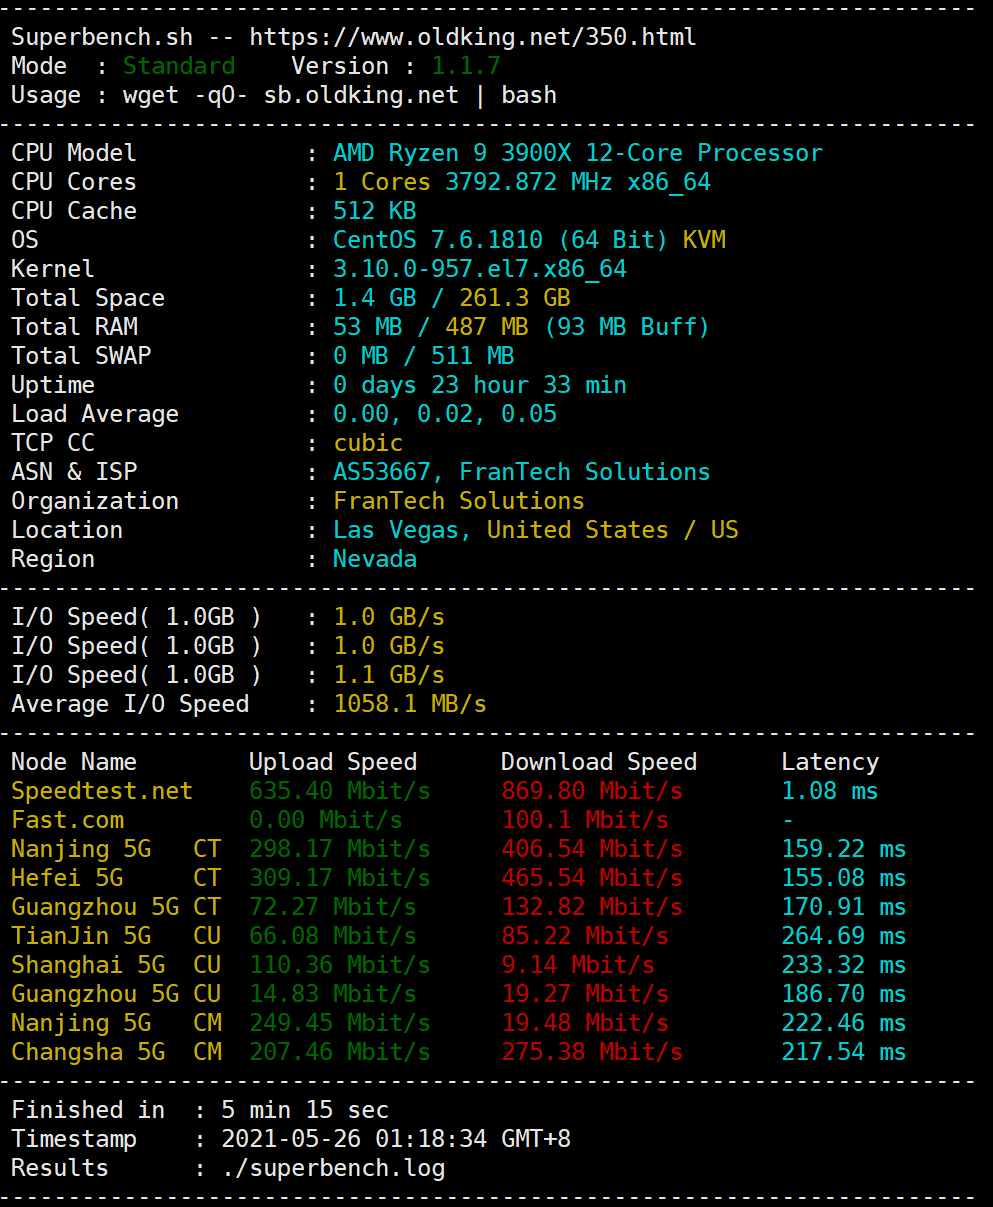 ----------------------------------------------------------------------
Superbench.sh -- https://www.oldking.net/350.html
Mode  : Standard    Version : 1.1.7
Usage : wget -qO- sb.oldking.net | bash
----------------------------------------------------------------------
CPU Model            : AMD Ryzen 9 3900X 12-Core Processor
CPU Cores            : 1 Cores 3792.872 MHz x86_64
CPU Cache            : 512 KB
OS                   : CentOS 7.6.1810 (64 Bit) KVM
Kernel               : 3.10.0-957.el7.x86_64
Total Space          : 1.4 GB / 261.3 GB
Total RAM            : 53 MB / 487 MB (93 MB Buff)
Total SWAP           : 0 MB / 511 MB
Uptime               : 0 days 23 hour 33 min
Load Average         : 0.00, 0.02, 0.05
TCP CC               : cubic
ASN & ISP            : AS53667, FranTech Solutions
Organization         : FranTech Solutions
Location             : Las Vegas, United States / US
Region               : Nevada
----------------------------------------------------------------------
I/O Speed( 1.0GB )   : 1.0 GB/s
I/O Speed( 1.0GB )   : 1.0 GB/s
I/O Speed( 1.0GB )   : 1.1 GB/s
Average I/O Speed    : 1058.1 MB/s
----------------------------------------------------------------------
Node Name        Upload Speed      Download Speed      Latency
Speedtest.net    635.40 Mbit/s     869.80 Mbit/s       1.08 ms
Fast.com         0.00 Mbit/s       100.1 Mbit/s        -
Nanjing 5G   CT  298.17 Mbit/s     406.54 Mbit/s       159.22 ms
Hefei 5G     CT  309.17 Mbit/s     465.54 Mbit/s       155.08 ms
Guangzhou 5G CT  72.27 Mbit/s      132.82 Mbit/s       170.91 ms
TianJin 5G   CU  66.08 Mbit/s      85.22 Mbit/s        264.69 ms
Shanghai 5G  CU  110.36 Mbit/s     9.14 Mbit/s         233.32 ms
Guangzhou 5G CU  14.83 Mbit/s      19.27 Mbit/s        186.70 ms
Nanjing 5G   CM  249.45 Mbit/s     19.48 Mbit/s        222.46 ms
Changsha 5G  CM  207.46 Mbit/s     275.38 Mbit/s       217.54 ms
----------------------------------------------------------------------
Finished in  : 5 min 15 sec
Timestamp    : 2021-05-26 01:18:34 GMT+8
Results      : ./superbench.log
----------------------------------------------------------------------